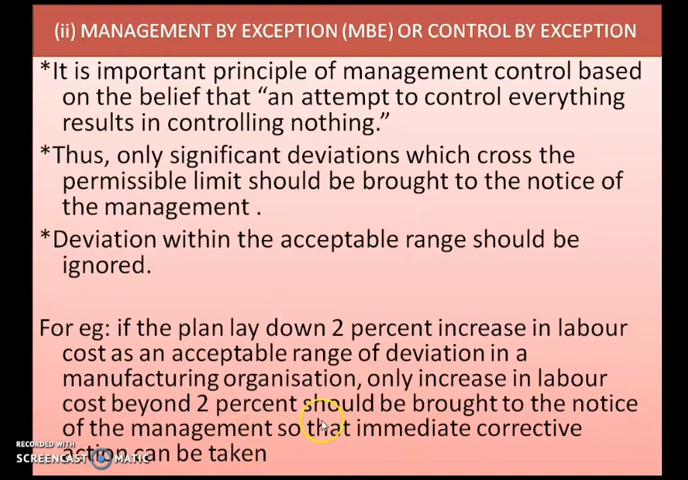 (ii) MANAGEMENT BY EXCEPTION (MBE) OR CONTROL BY EXCEPTION
*It is important principle of management control based
on the belief that “an attempt to control everything
results in controlling nothing.”
*Thus, only significant deviations which cross the
permissible limit should be brought to the notice of
the management .
*Deviation within the acceptable range should be
ignored.
For eg: if the plan lay down 2 percent increase in labour
cost as an acceptable range of deviation in a
manufacturing organisation, only increase in labour
cost beyond 2 percent should be brought to the notice
of the management so that immediate corrective
action can be taken
RECORDED WITH
SCREENCAST MATIC